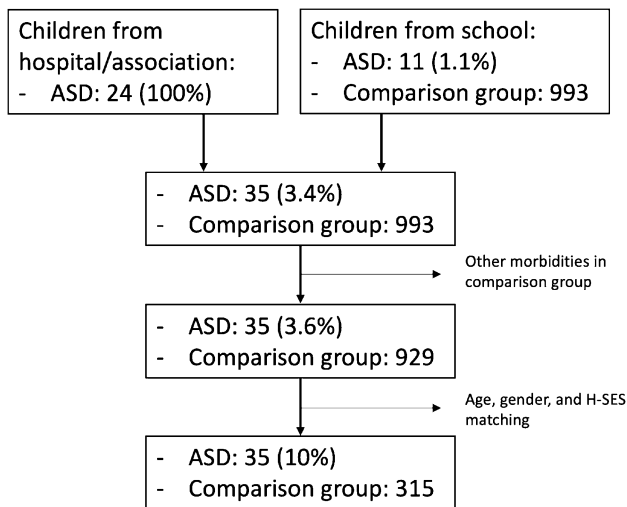 Children from
hospital/association:
- ASD: 24 (100%)
Children from school:
- ASD: 11 (1.1%)
- Comparison group: 993
- ASD: 35 (3.4%)
- Comparison group: 993
Other morbidities in
comparison group
- ASD: 35 (3.6%)
- Comparison group: 929
Age, gender, and H-SES
matching
- ASD: 35 (10%)
- Comparison group: 315